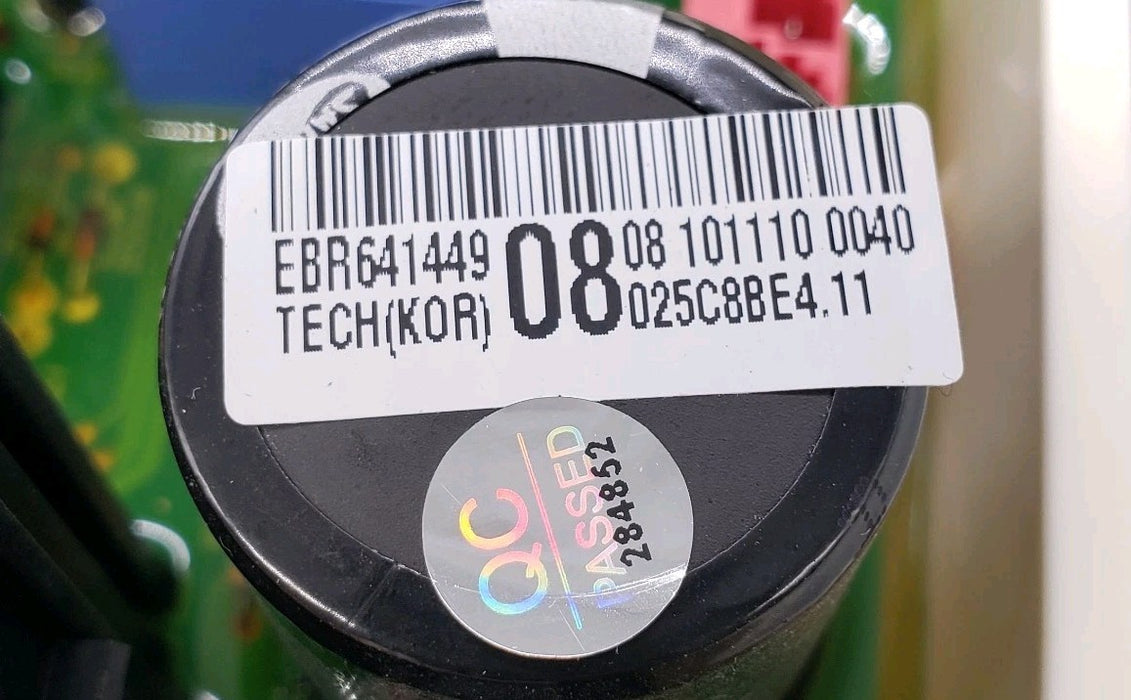 EBR641449 08 08 101110 0040
TECH(KOR) 025C8BE4.11
QC
PASSED
284852